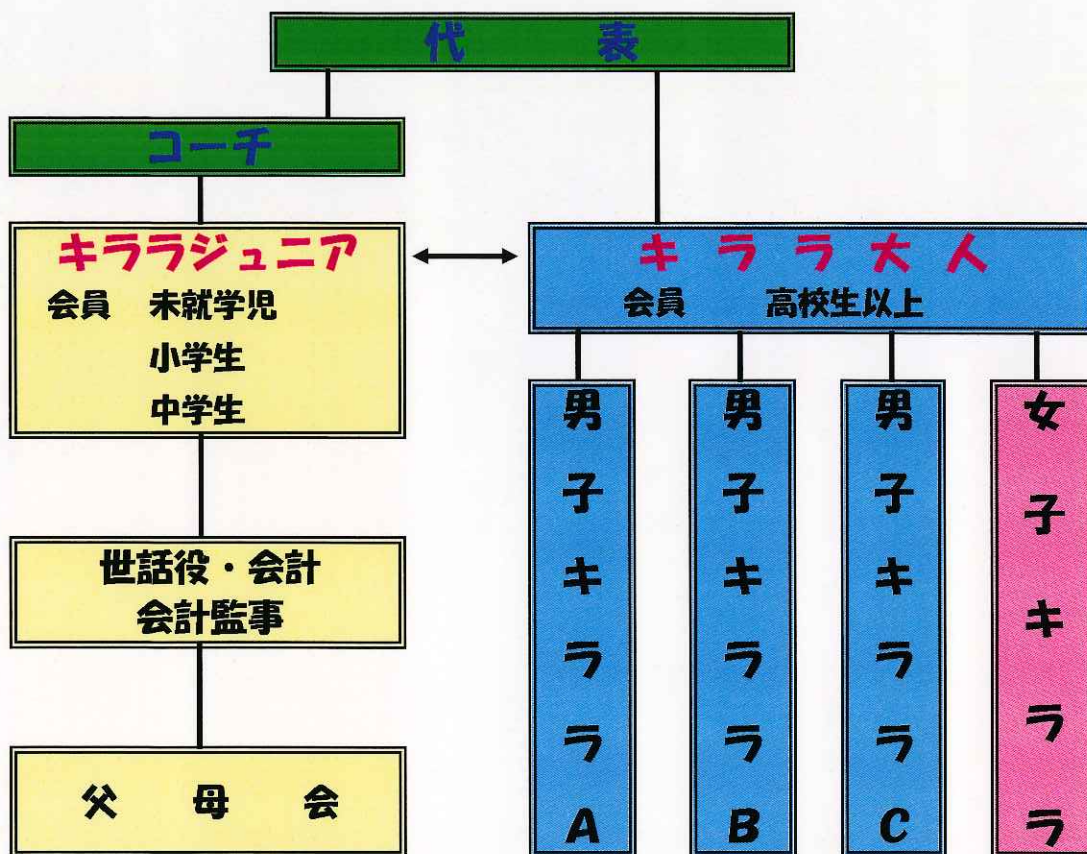 代表
コーチ
キララジュニア
会員 未就学児
小学生
中学生
キララ大人
会員 高校生以上
世話役・会計
会計監事
父母会
男子キララA
男子キララB
男子キララC
女子キララ